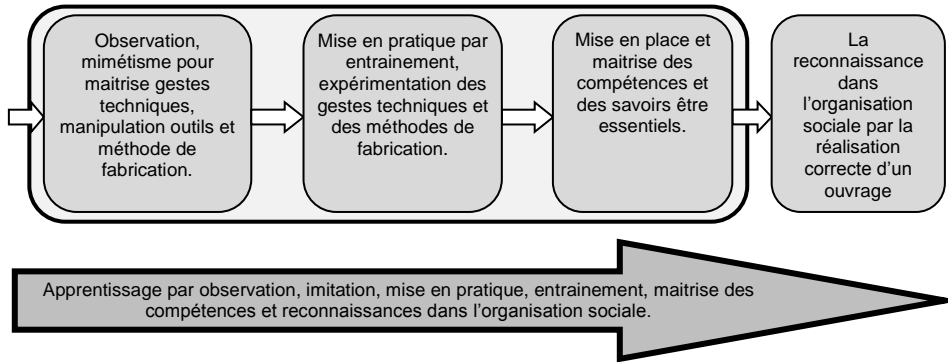 Observation,
mimétisme pour
maitrise gestes
techniques,
manipulation outils et
méthode de
fabrication.
Mise en pratique par
entrainement,
expérimentation des
gestes techniques et
des méthodes de
fabrication.
Mise en place et
maitrise des
compétences et
des savoirs être
essentiels.
La
reconnaissance
dans
l’organisation
sociale par la
réalisation
correcte d’un
ouvrage
Apprentissage par observation, imitation, mise en pratique, entrainement, maitrise des
compétences et reconnaissances dans l’organisation sociale.